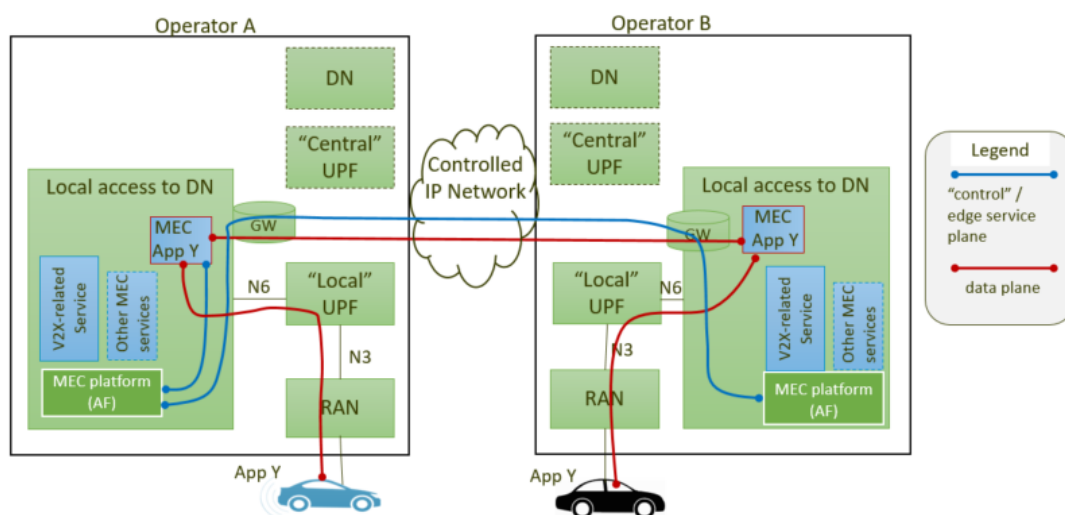 Operator A
DN
“Central”
UPF
Local access to DN
MEC
App Y
GW
V2X-related
Service
Other MEC
services
MEC platform
(AF)
N6
“Local”
UPF
N3
RAN
App Y
Controlled
IP Network
Operator B
DN
“Central”
UPF
Local access to DN
MEC
App Y
GW
“Local”
UPF
N6
N3
RAN
V2X-related
Service
Other MEC
services
MEC platform
(AF)
App Y
Legend
“control” /
edge service
plane
data plane